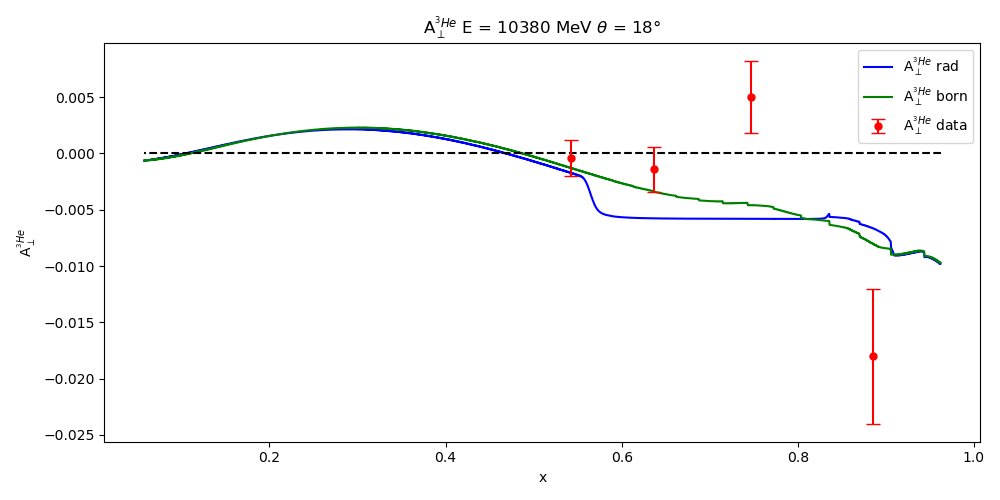 A⊥³ᴴᵉ E = 10380 MeV θ = 18°
A⊥³ᴴᵉ rad
A⊥³ᴴᵉ born
A⊥³ᴴᵉ data
A⊥³ᴴᵉ
0.005
0.000
−0.005
−0.010
−0.015
−0.020
−0.025
0.2 0.4 0.6 0.8 1.0
x